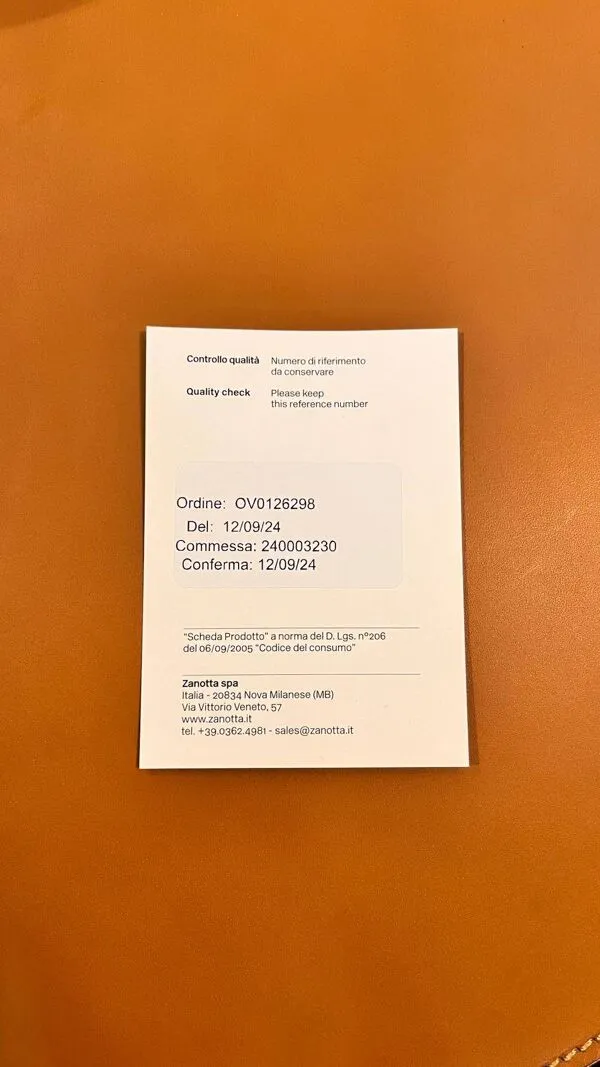 Controllo qualità Numero di riferimento
da conservare
Quality check Please keep
this reference number
Ordine: OV0126298
Del: 12/09/24
Commessa: 240003230
Conferma: 12/09/24
"Scheda Prodotto" a norma del D. Lgs. n°206
del 06/09/2005 "Codice del consumo"
Zanotta spa
Italia - 20834 Nova Milanese (MB)
Via Vittorio Veneto, 57
www.zanotta.it
tel. +39.0362.4981 - sales@zanotta.it